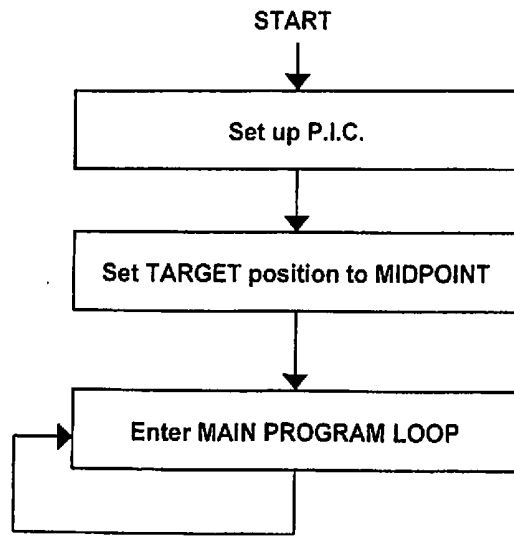 START
Set up P.I.C.
Set TARGET position to MIDPOINT
Enter MAIN PROGRAM LOOP